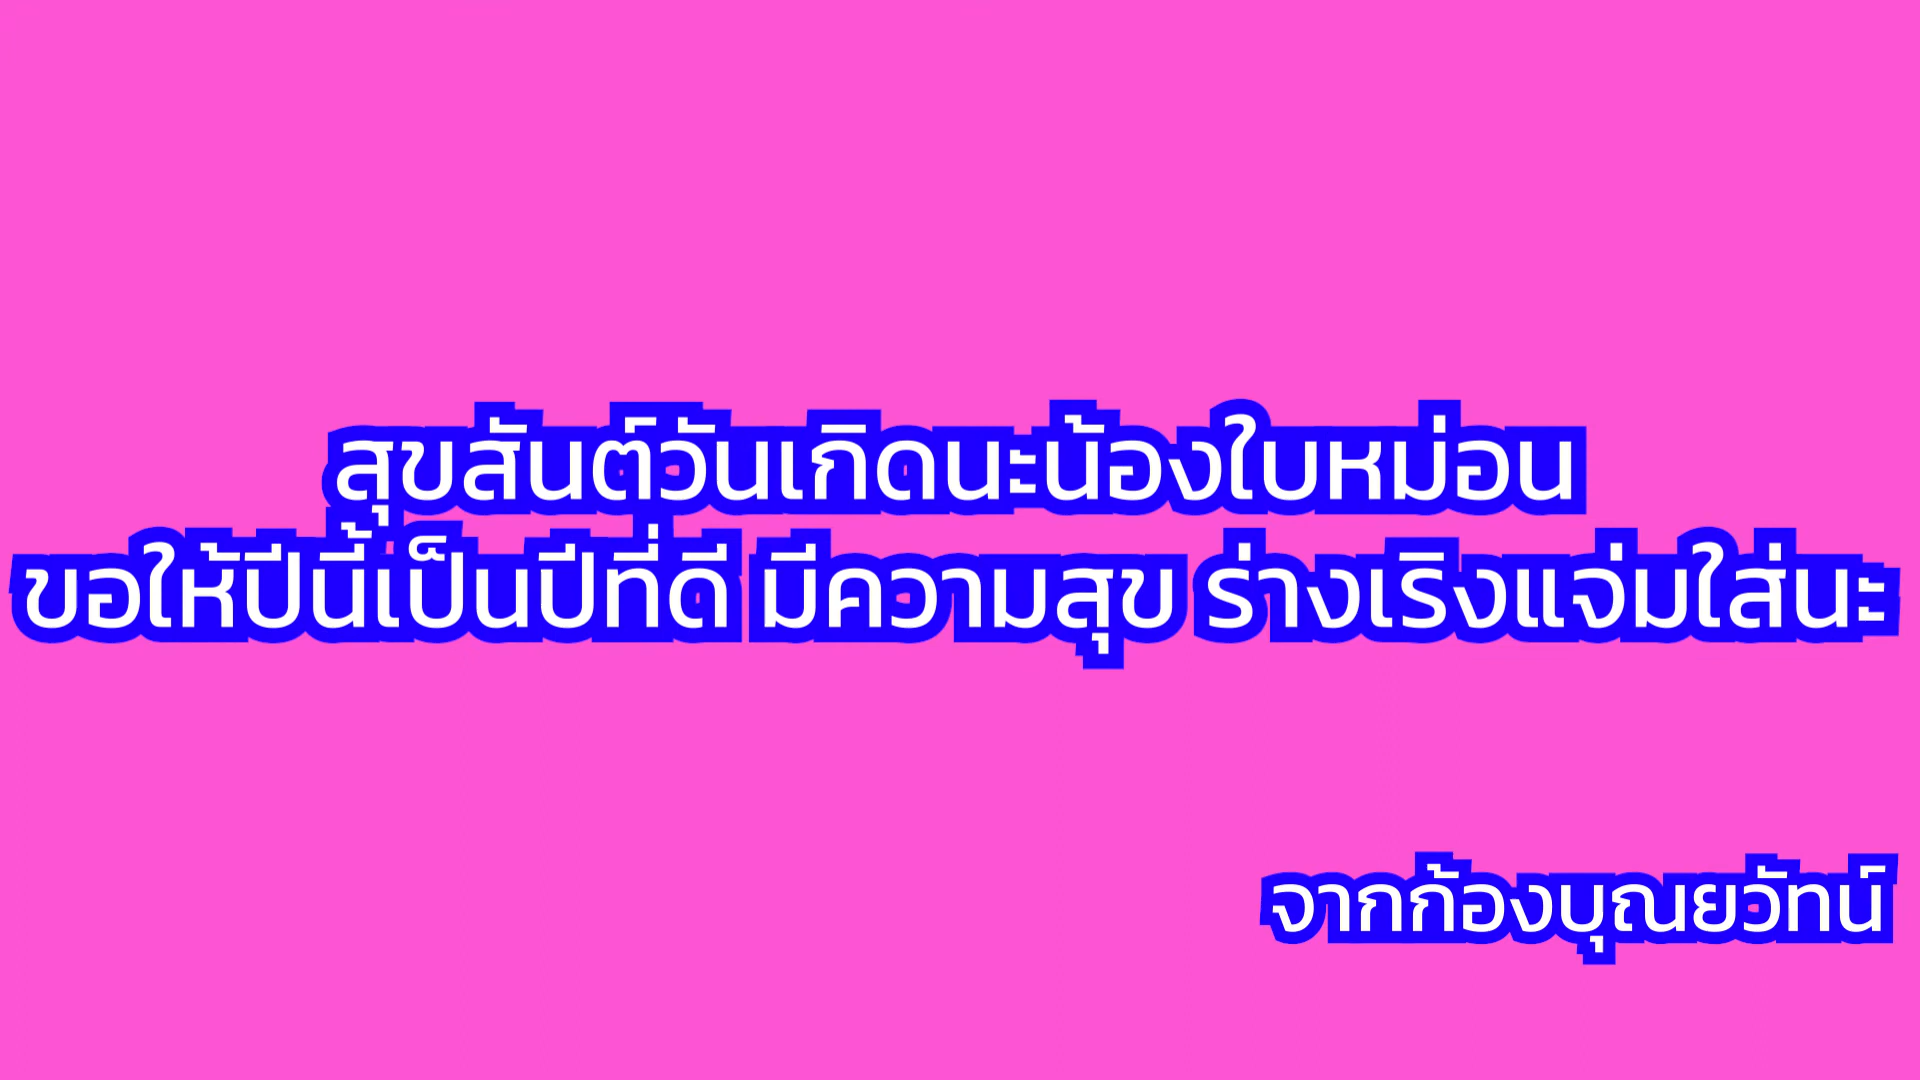 สุขสันต์วันเกิดนะน้องใบหม่อน
ขอให้ปีนี้เป็นปีที่ดี มีความสุข ร่างเริงแจ่มใส่นะ
จากก้องบุณยวัทน์